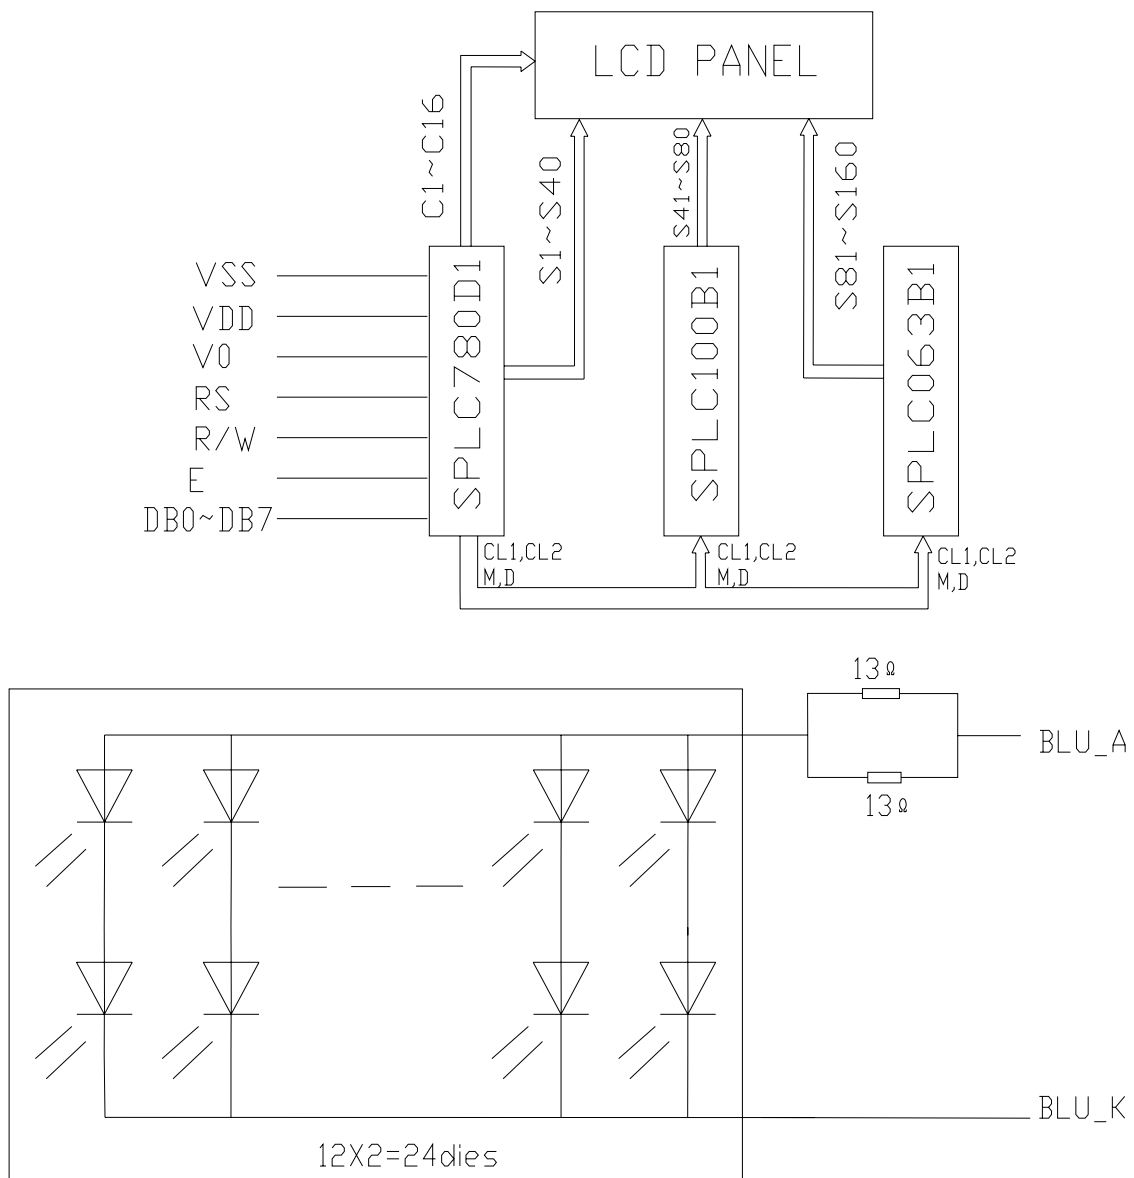 LCD PANEL
C1~C16
S1~S40
S41~S80
S81~S160
VSS
VDD
V0
RS
R/W
E
DB0~DB7
SPLC780D1
SPLC100B1
SPLC063B1
CL1,CL2
M,D
CL1,CL2
M,D
CL1,CL2
M,D
13Ω
BLU_A
13Ω
BLU_K
12X2=24dies